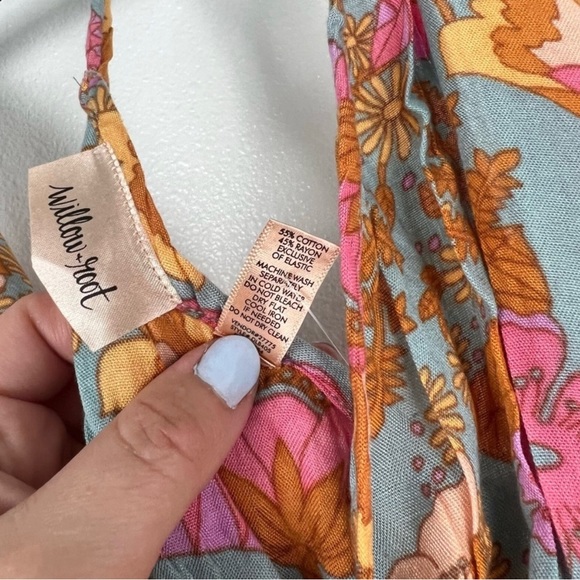 willow + root
55% COTTON
45% RAYON
EXCLUSIVE
OF ELASTIC
MACHINE WASH
SEPARATELY
IN COLD WATER
DO NOT BLEACH
DRY FLAT
COOL IRON
IF NEEDED
DO NOT DRY CLEAN